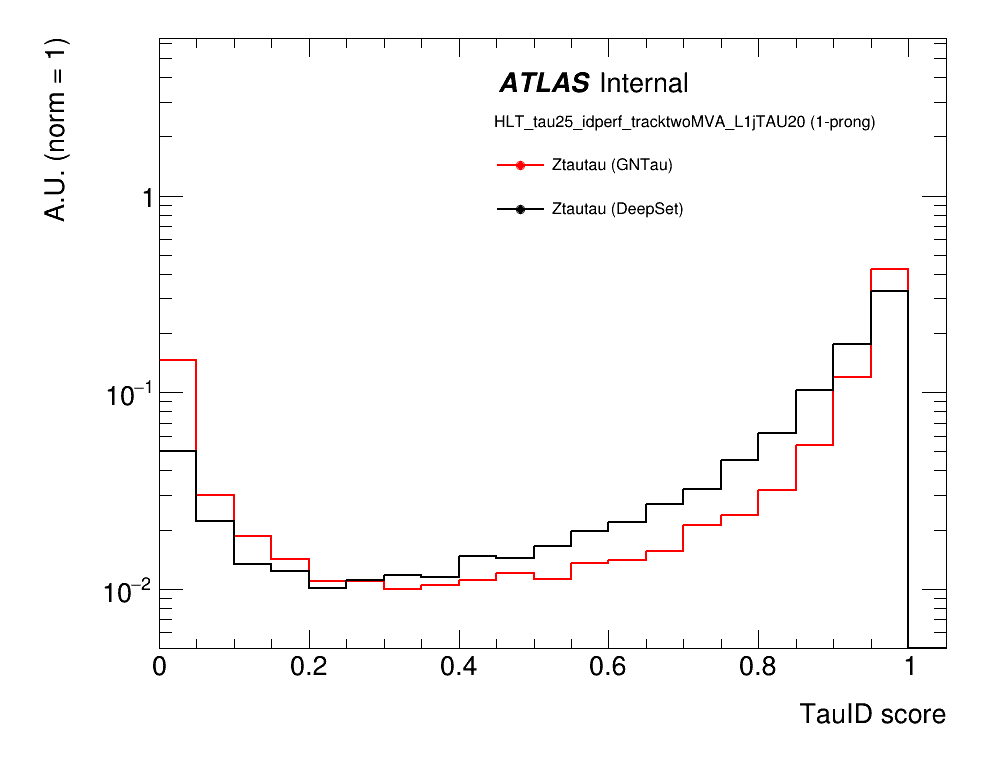 A.U. (norm = 1)
ATLAS Internal
HLT_tau25_idperf_tracktwoMVA_L1jTAU20 (1-prong)
Ztautau (GNTau)
Ztautau (DeepSet)
1
10⁻¹
10⁻²
0 0.2 0.4 0.6 0.8 1
TauID score